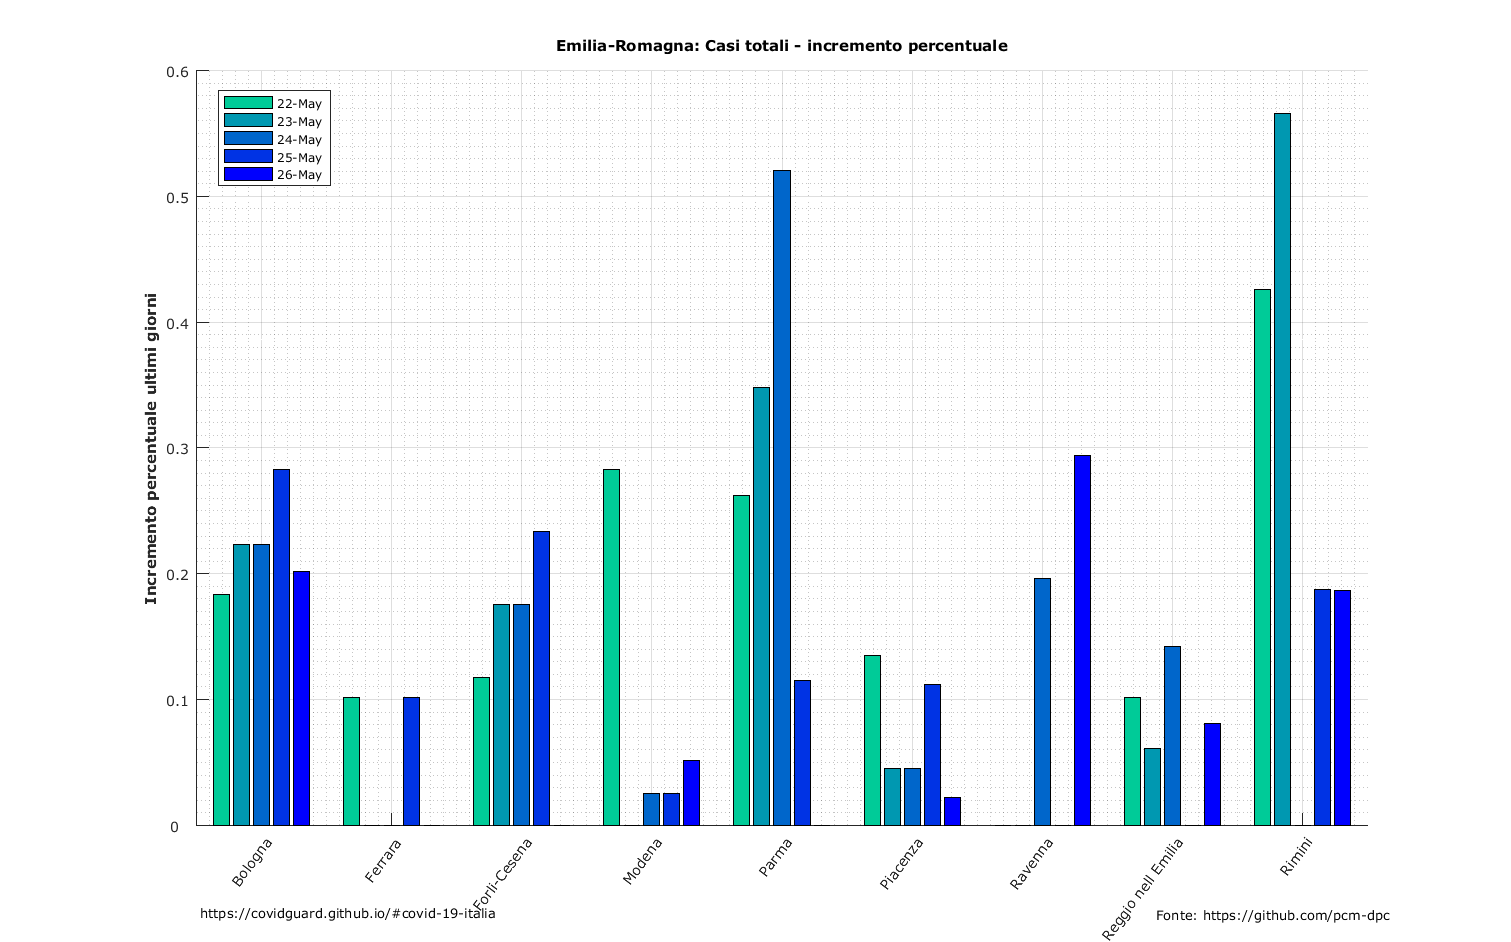 Emilia-Romagna: Casi totali - incremento percentuale
0.6
0.5
0.4
0.3
0.2
0.1
0
Incremento percentuale ultimi giorni
22-May
23-May
24-May
25-May
26-May
Bologna
Ferrara
Forlì-Cesena
Modena
Parma
Piacenza
Ravenna
Reggio nell Emilia
Rimini
https://covidguard.github.io/#covid-19-italia
Fonte: https://github.com/pcm-dpc